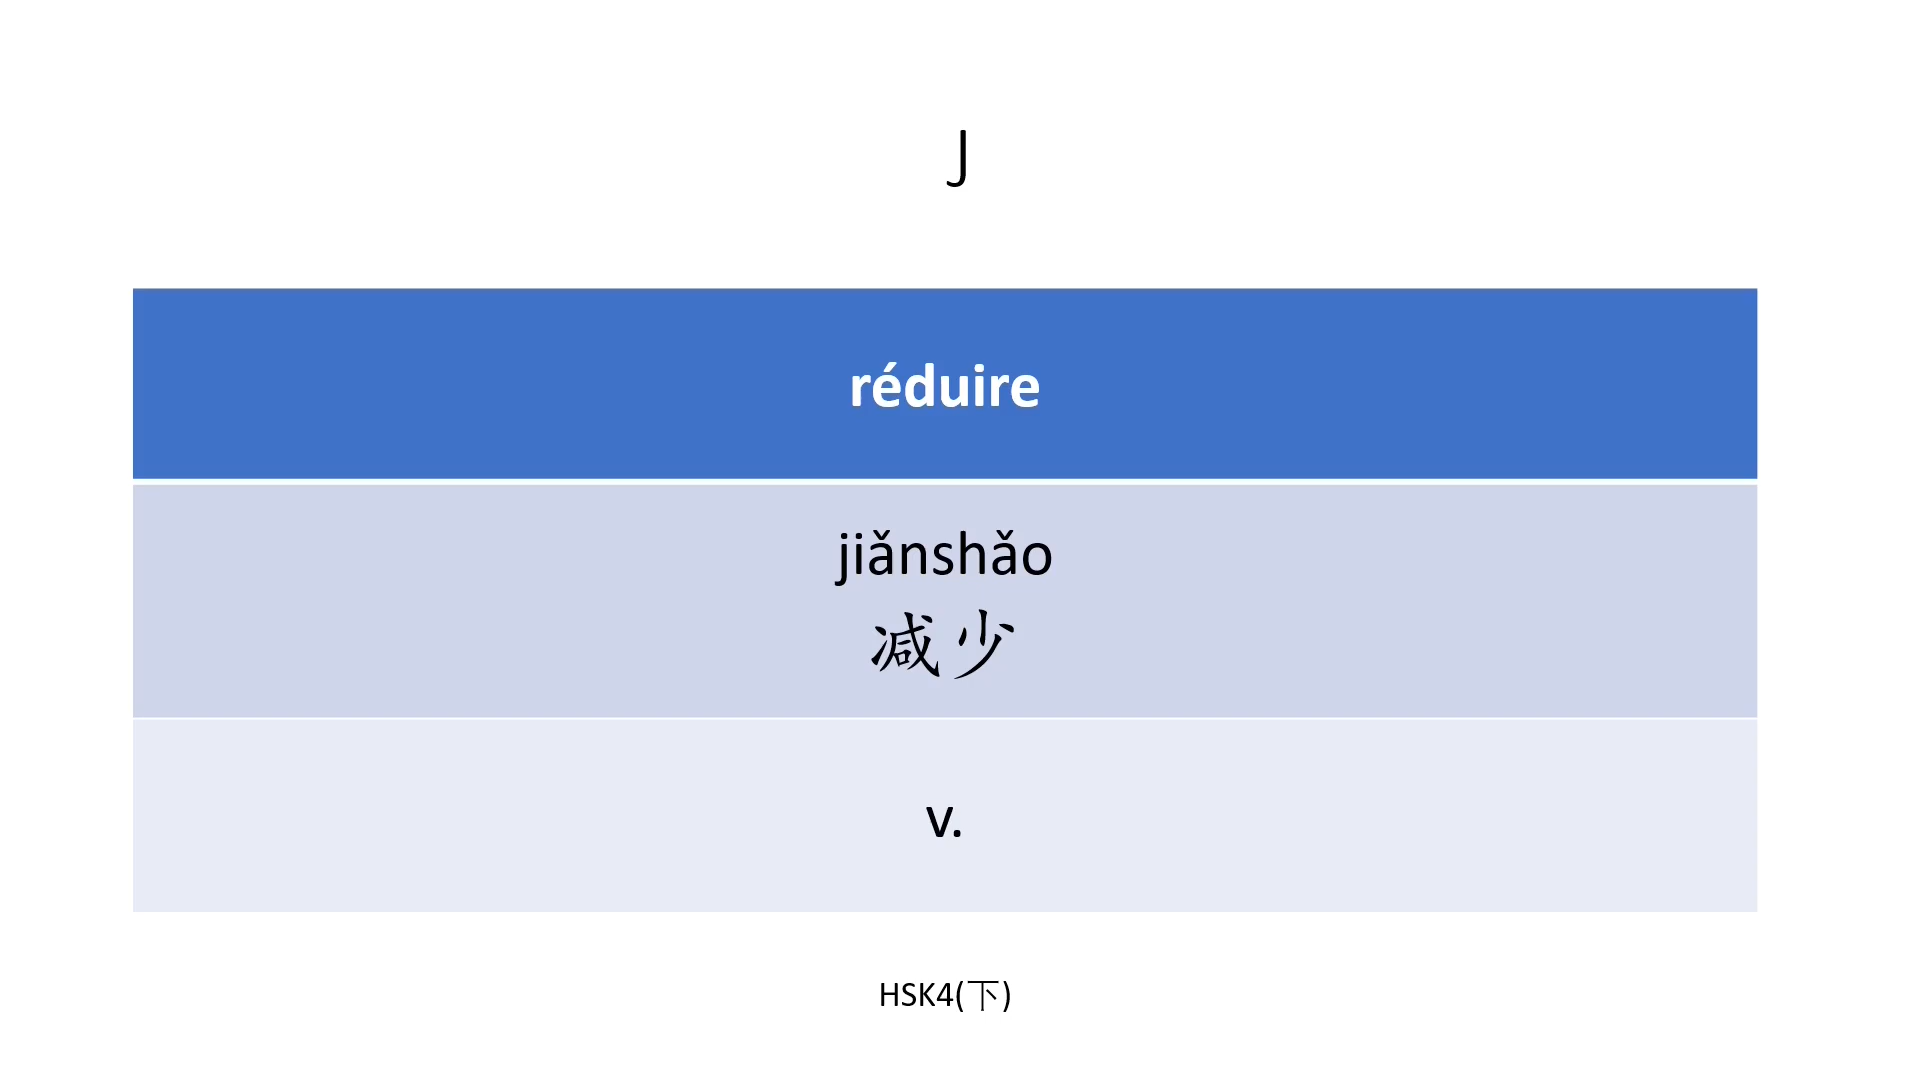 J
réduire
jiǎnshǎo
减少
v.
HSK4(下)